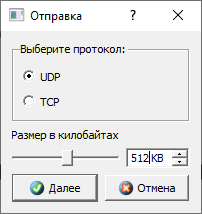 Отправка
Выберите протокол:
UDP
TCP
Размер в килобайтах
512 KB
Далее
Отмена